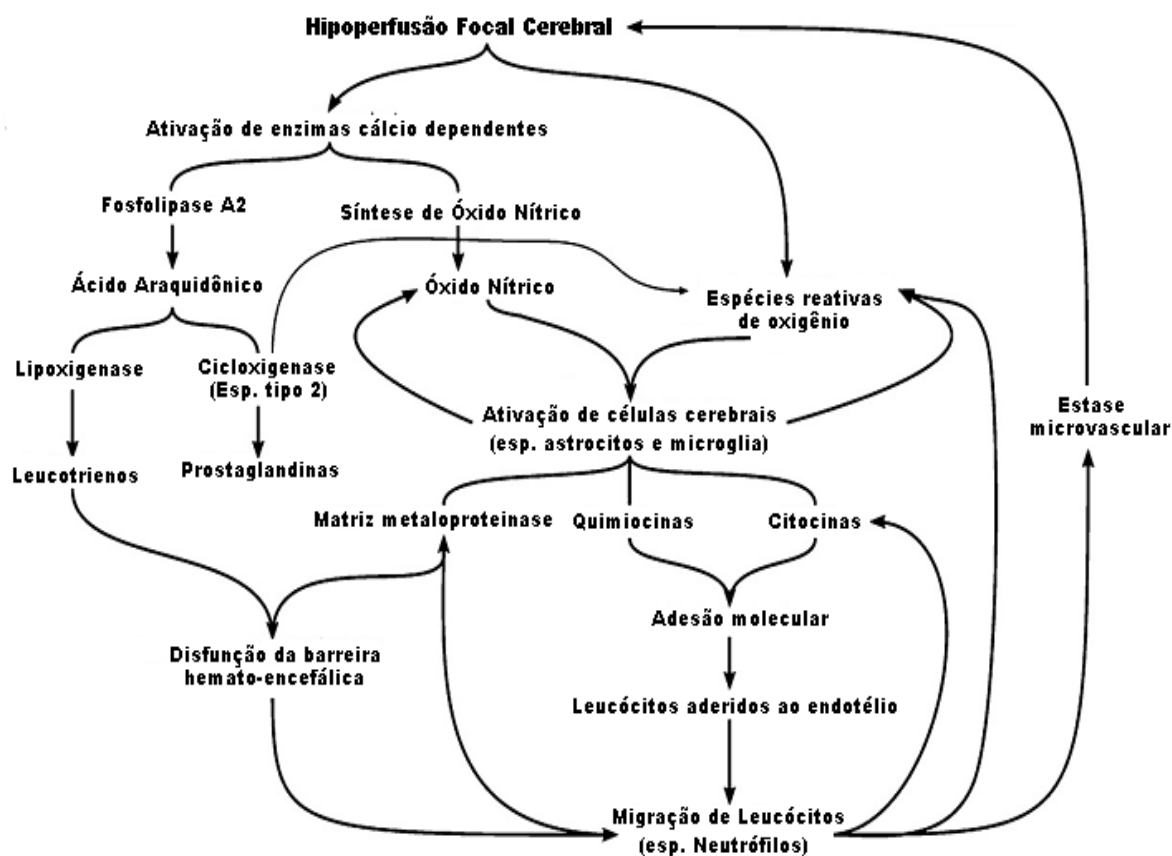 Hipoperfusão Focal Cerebral
Ativação de enzimas cálcio dependentes
Fosfolipase A2
Síntese de Óxido Nítrico
Ácido Araquidônico
Óxido Nítrico
Espécies reativas
de oxigênio
Lipoxigenase
Cicloxigenase
(Esp. tipo 2)
Ativação de células cerebrais
(esp. astrocitos e microglia)
Estase
microvascular
Leucotrienos
Prostaglandinas
Matriz metaloproteinase
Quimiocinas
Citocinas
Adesão molecular
Disfunção da barreira
hemato-encefálica
Leucócitos aderidos ao endotélio
Migração de Leucócitos
(esp. Neutrófilos)